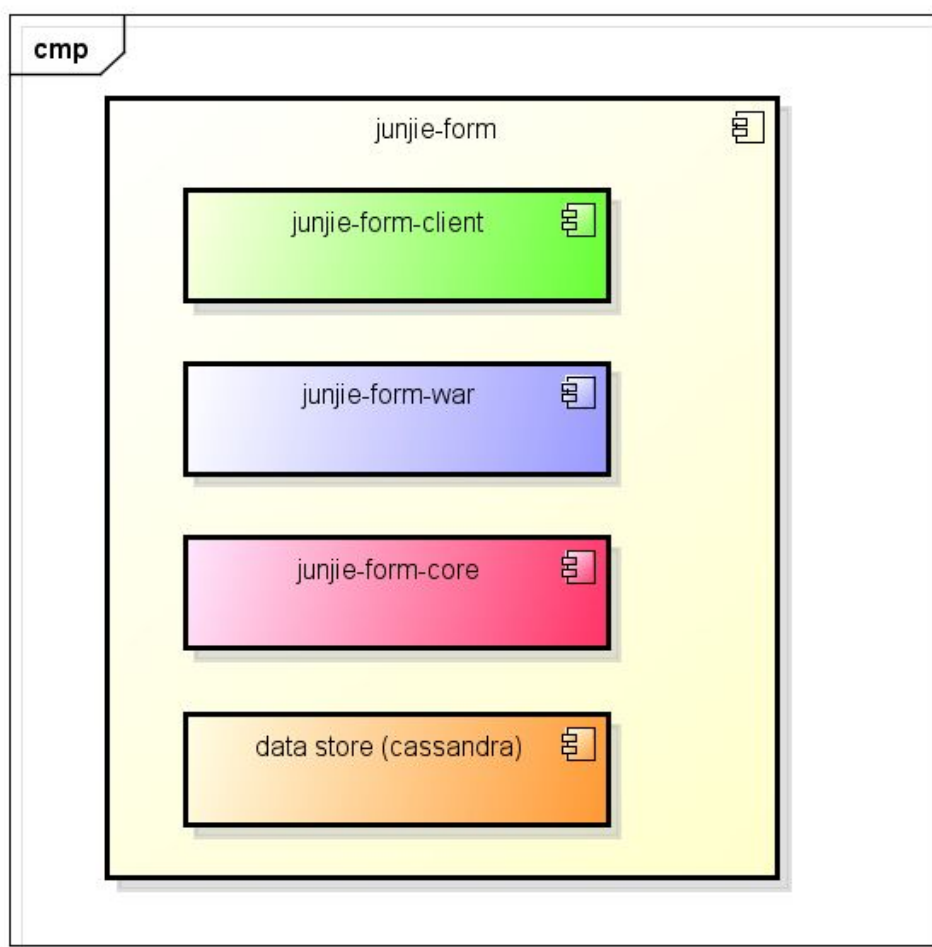 cmp
junjie-form
junjie-form-client
junjie-form-war
junjie-form-core
data store (cassandra)